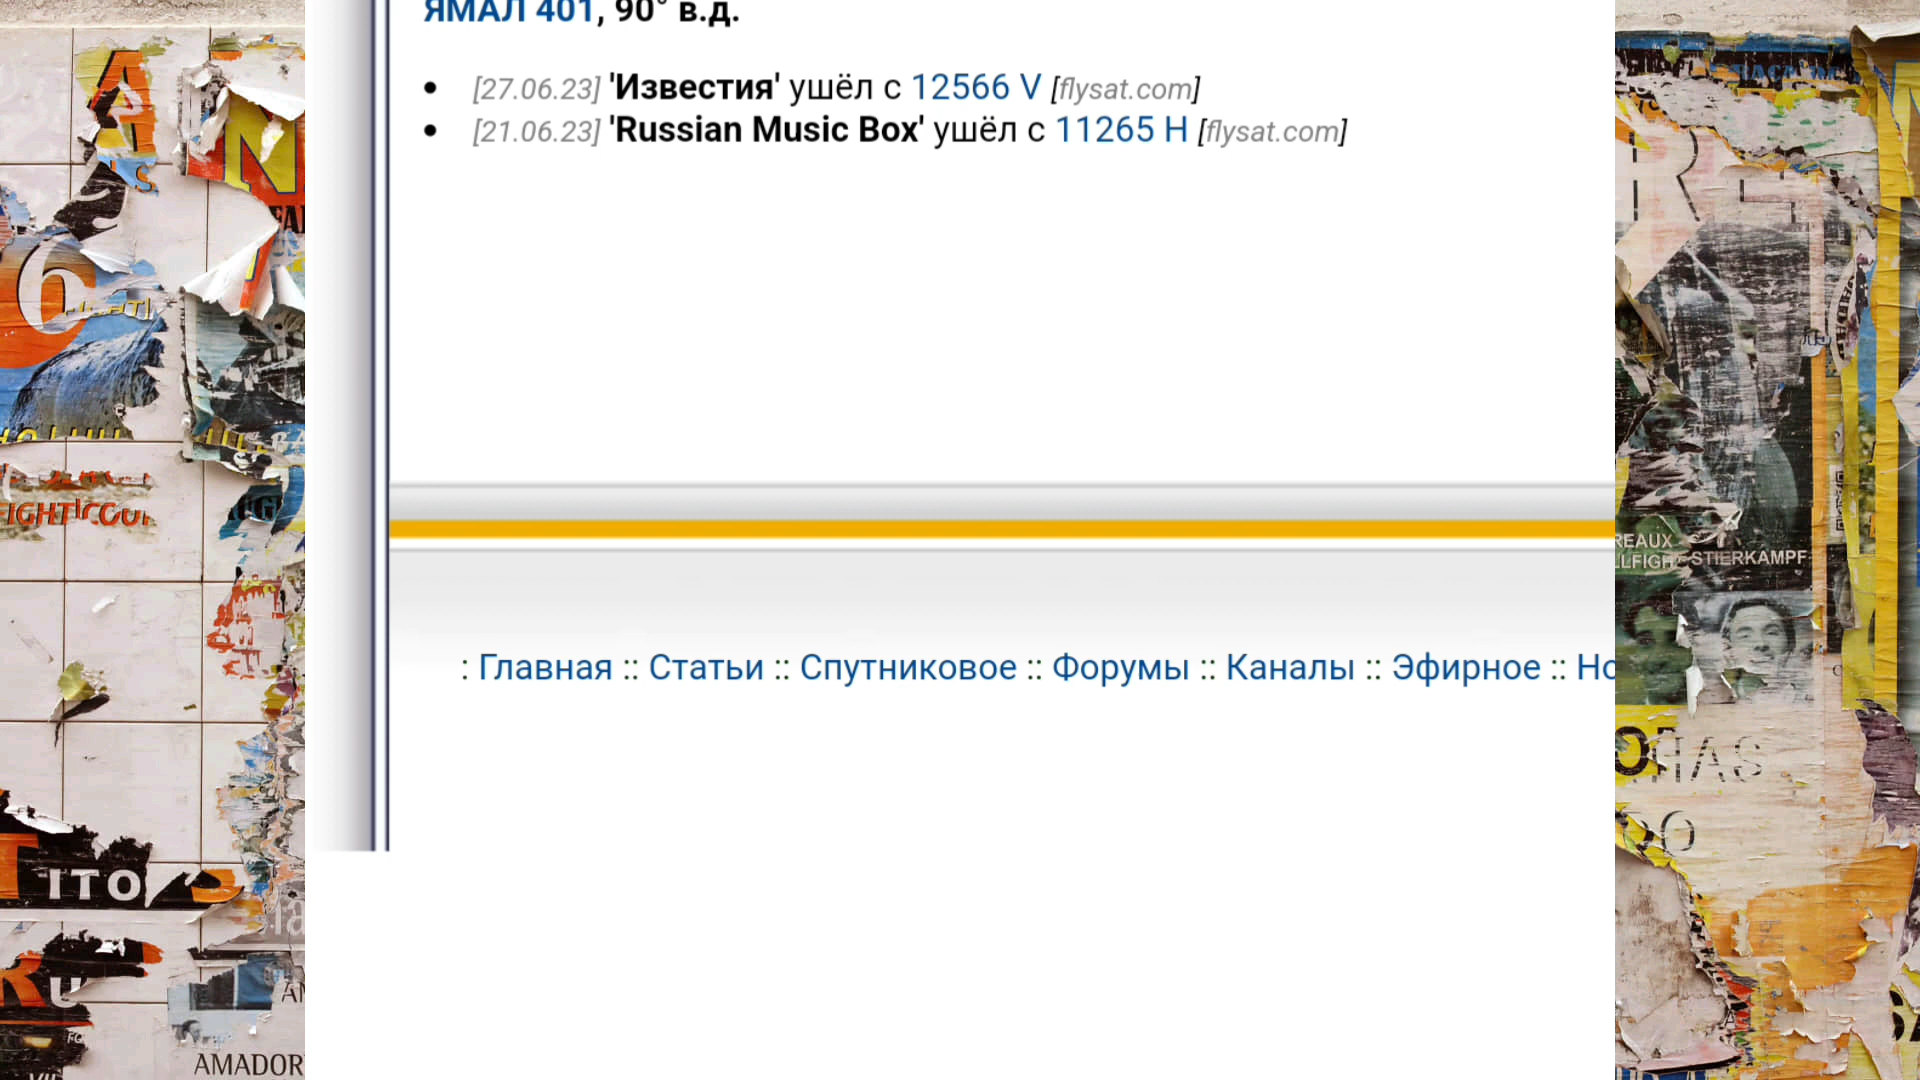 ЯМАЛ 401, 90° в.д.
• [27.06.23] 'Известия' ушёл с 12566 V [flysat.com]
• [21.06.23] 'Russian Music Box' ушёл с 11265 H [flysat.com]
: Главная :: Статьи :: Спутниковое :: Форумы :: Каналы :: Эфирное :: Но
ITO
AMADOR
REAUX
STIERKAMPF